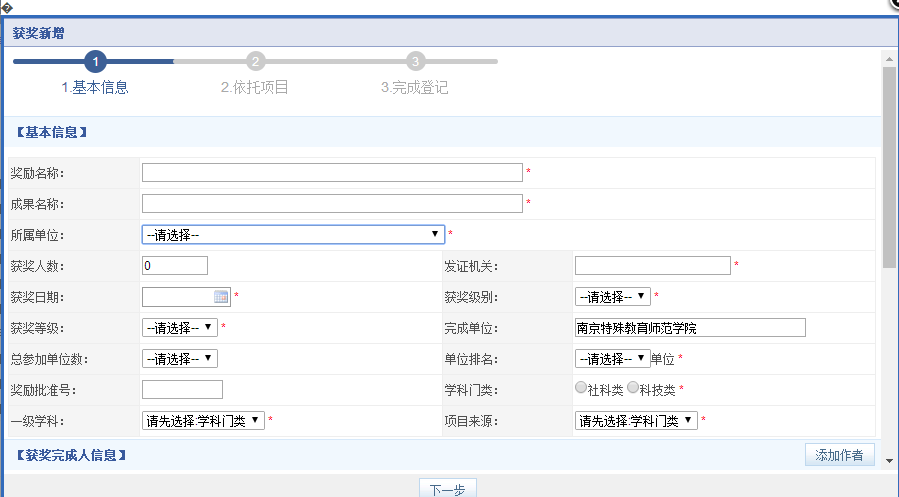 获奖新增
1 2 3
1.基本信息 2.依托项目 3.完成登记
【基本信息】
奖励名称： *
成果名称： *
所属单位： --请选择-- *
获奖人数： 0 发证机关： *
获奖日期： * 获奖级别： --请选择-- *
获奖等级： --请选择-- * 完成单位： 南京特殊教育师范学院
总参加单位数： --请选择-- 单位排名： --请选择-- 单位 *
奖励批准号： 学科门类： 社科类 科技类 *
一级学科： 请先选择:学科门类 * 项目来源： 请先选择:学科门类 *
【获奖完成人信息】 添加作者
下一步